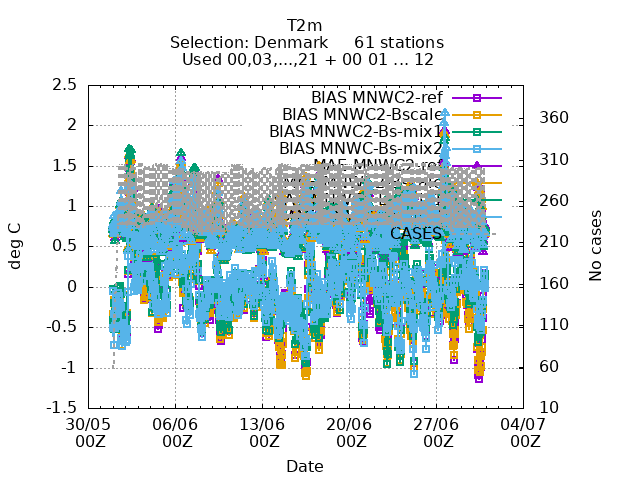 T2m
Selection: Denmark 61 stations
Used 00,03,...,21 + 00 01 ... 12
BIAS MNWC2-ref
BIAS MNWC2-Bscale
BIAS MNWC2-Bs-mix1
BIAS MNWC-Bs-mix2
MAE MNWC2-ref
CASES
deg C
2.5
2
1.5
1
0.5
0
-0.5
-1
-1.5
No cases
360
310
260
210
160
110
60
10
30/05 06/06 13/06 20/06 27/06 04/07
00Z 00Z 00Z 00Z 00Z 00Z
Date